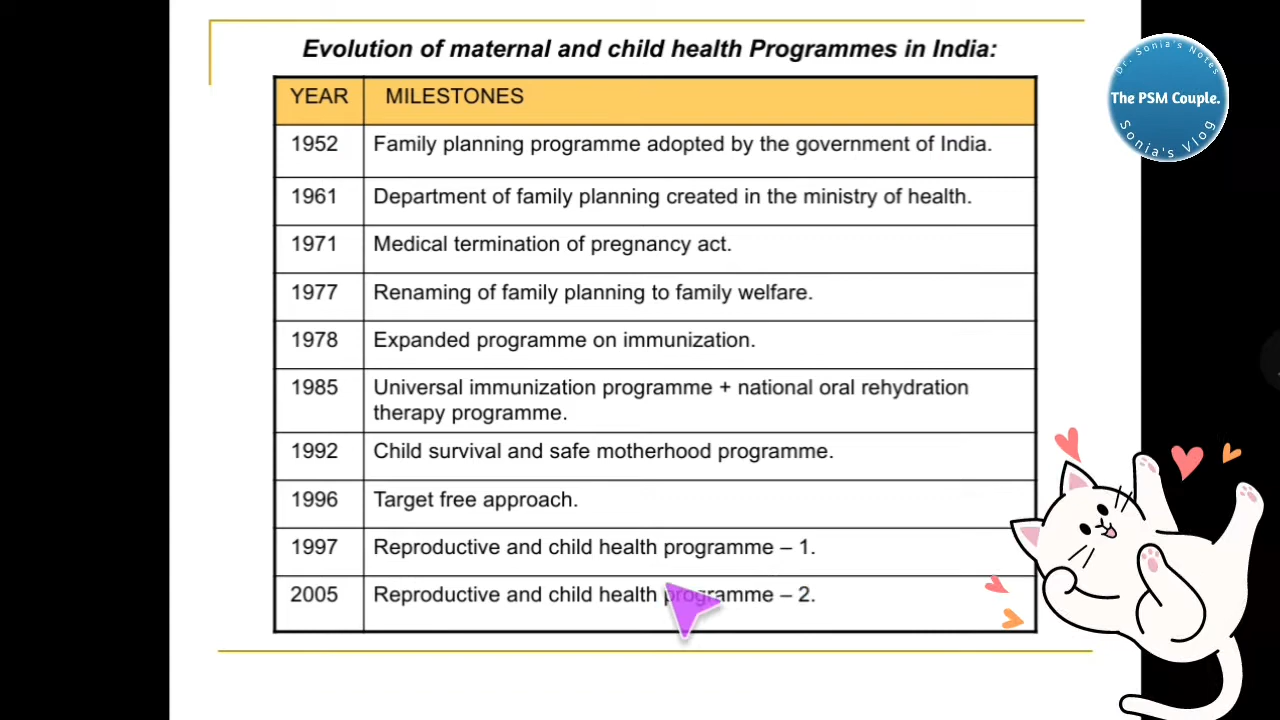 Evolution of maternal and child health Programmes in India:
YEAR MILESTONES
1952 Family planning programme adopted by the government of India.
1961 Department of family planning created in the ministry of health.
1971 Medical termination of pregnancy act.
1977 Renaming of family planning to family welfare.
1978 Expanded programme on immunization.
1985 Universal immunization programme + national oral rehydration
therapy programme.
1992 Child survival and safe motherhood programme.
1996 Target free approach.
1997 Reproductive and child health programme – 1.
2005 Reproductive and child health programme – 2.
Dr. Sonia's Notes
The PSM Couple.
Sonia's Vlog